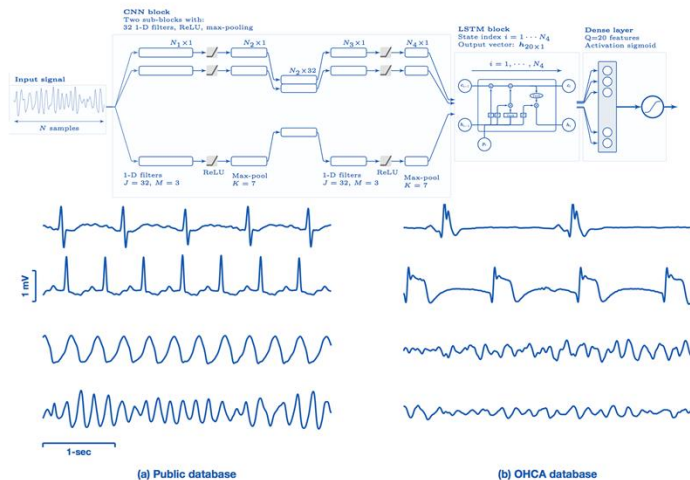 CNN block
Two sub-blocks with:
32 1-D filters, ReLU, max-pooling
N₁×1
N₂×1
N₂×32
N₃×1
N₄×1
Input signal
N samples
1-D filters
J = 32, M = 3
ReLU
Max-pool
K = 7
1-D filters
J = 32, M = 3
ReLU
Max-pool
K = 7
LSTM block
State index i = 1 ··· N₄
Output vector: h₂₀ₓ₁
i = 1, ··· , N₄
Dense layer
Q=20 features
Activation sigmoid
1 mV
1-sec
(a) Public database
(b) OHCA database